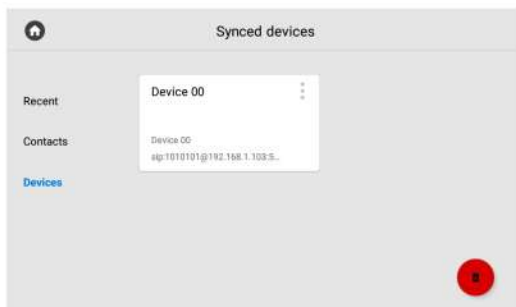 Synced devices
Recent
Contacts
Devices
Device 00
Device 00
sip:1010101@192.168.1.103:5...